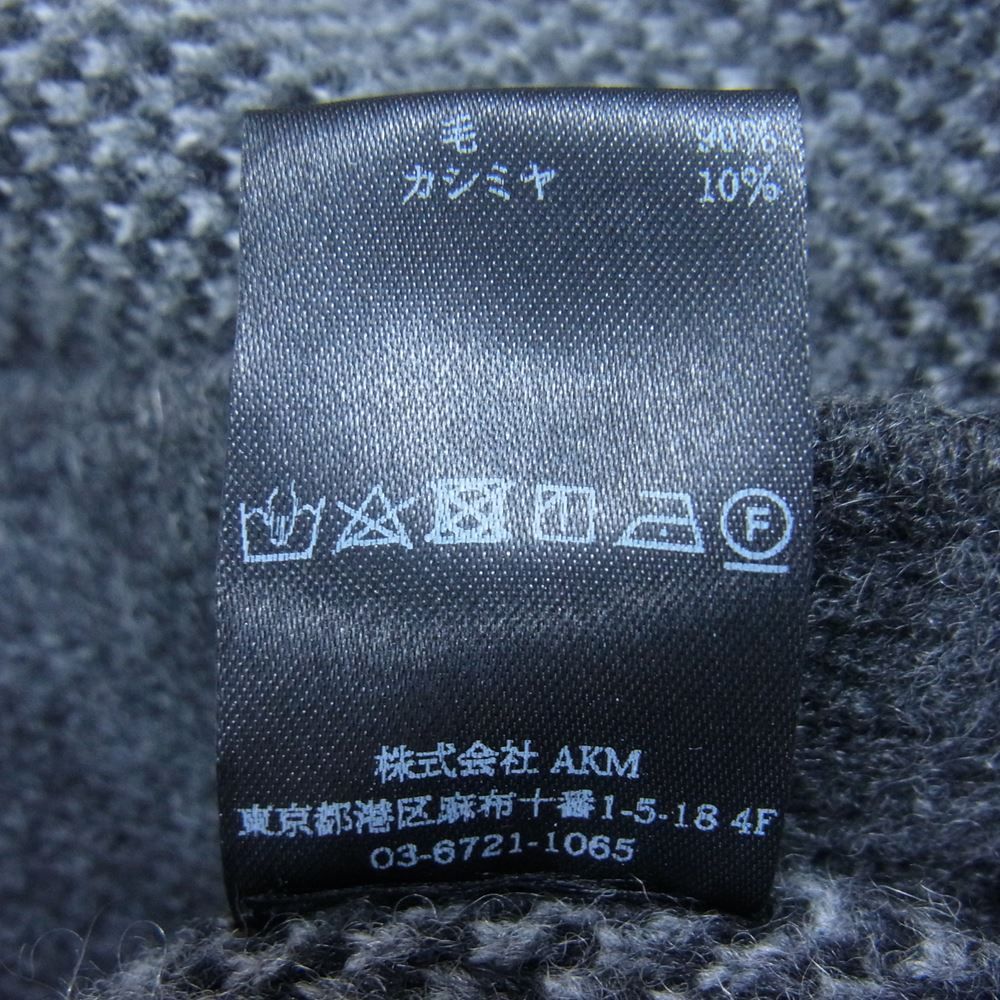 毛 90%
カシミヤ 10%
F
株式会社 AKM
東京都港区麻布十番1-5-18 4F
03-6721-1065